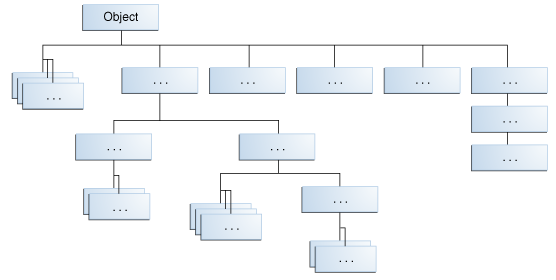 Object
. . .
. . .
. . .
. . .
. . .
. . .
. . .
. . .
. . .
. . .
. . .
. . .
. . .
. . .